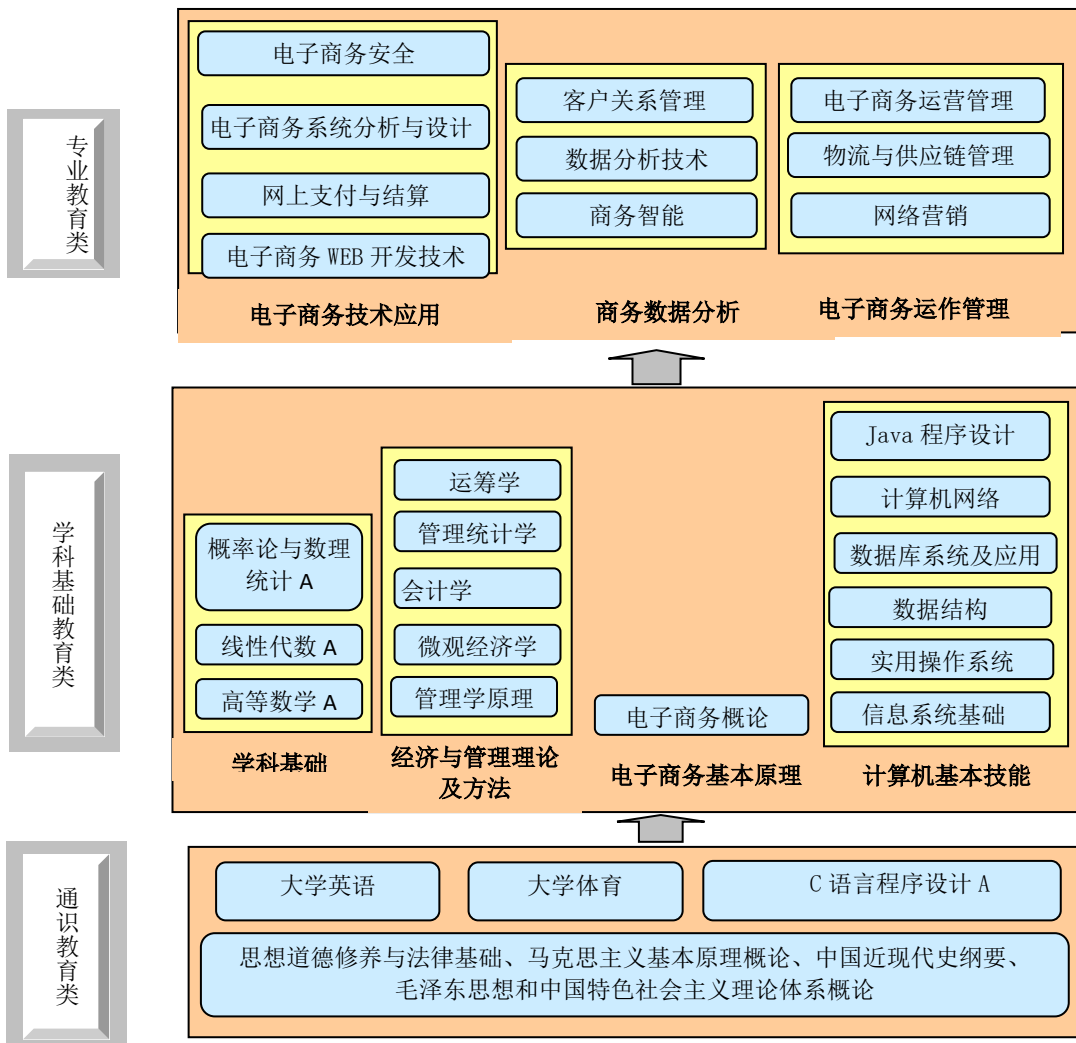 专业教育类
电子商务安全
电子商务系统分析与设计
网上支付与结算
电子商务 WEB 开发技术
电子商务技术应用
客户关系管理
数据分析技术
商务智能
商务数据分析
电子商务运营管理
物流与供应链管理
网络营销
电子商务运作管理
学科基础教育类
概率论与数理
统计 A
线性代数 A
高等数学 A
学科基础
运筹学
管理统计学
会计学
微观经济学
管理学原理
经济与管理理论
及方法
电子商务概论
电子商务基本原理
Java 程序设计
计算机网络
数据库系统及应用
数据结构
实用操作系统
信息系统基础
计算机基本技能
通识教育类
大学英语
大学体育
C 语言程序设计 A
思想道德修养与法律基础、马克思主义基本原理概论、中国近现代史纲要、
毛泽东思想和中国特色社会主义理论体系概论